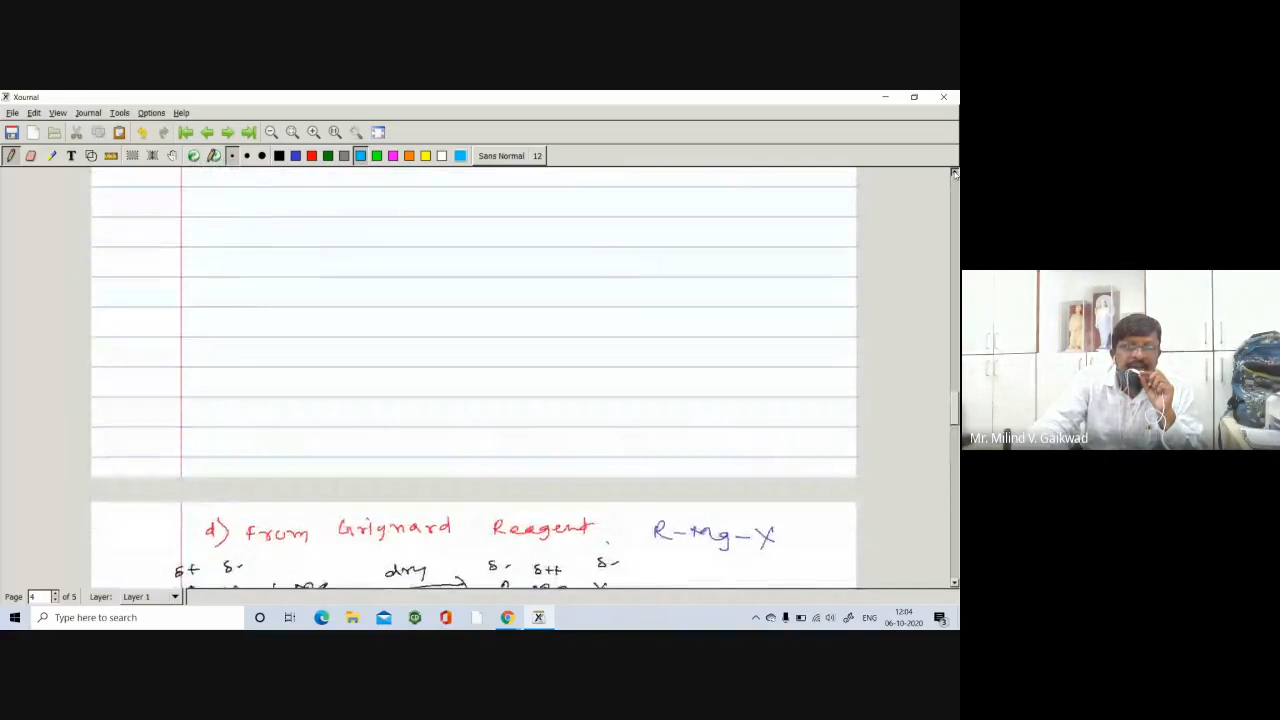 Xournal
File Edit View Journal Tools Options Help
T
Sans Normal 12
d) From Grignard Reagent. R-Mg-X
δ+ δ- dry δ- δ++ δ-
Page 4 of 5 Layer: Layer 1
Type here to search
ENG
12:04
06-10-2020
3
Mr. Milind V. Gaikwad